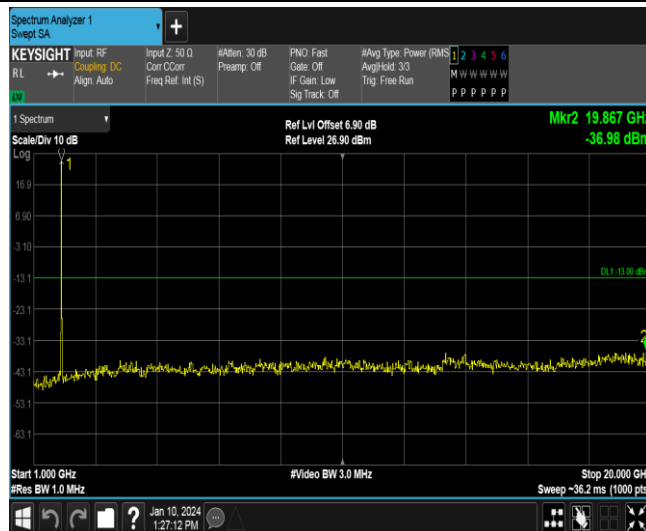 Spectrum Analyzer 1
Swept SA
+
KEYSIGHT
RL
Input: RF
Coupling: DC
Align: Auto
Input Z: 50 Ω
Corr CCorr
Freq Ref: Int (S)
#Atten: 30 dB
Preamp: Off
PNO: Fast
Gate: Off
IF Gain: Low
Sig Track: Off
#Avg Type: Power (RMS
Avg|Hold: 3/3
Trig: Free Run
1 2 3 4 5 6
M W W W W W
P P P P P P
1 Spectrum
Scale/Div 10 dB
Ref Lvl Offset 6.90 dB
Ref Level 26.90 dBm
Mkr2 19.867 GHz
-36.98 dBm
Log
1
16.9
6.90
-3.10
-13.1
DL1 -13.00 dBm
-23.1
-33.1
2
-43.1
-53.1
-63.1
Start 1.000 GHz
#Res BW 1.0 MHz
#Video BW 3.0 MHz
Stop 20.000 GHz
Sweep ~36.2 ms (1000 pts
?
Jan 10, 2024
1:27:12 PM